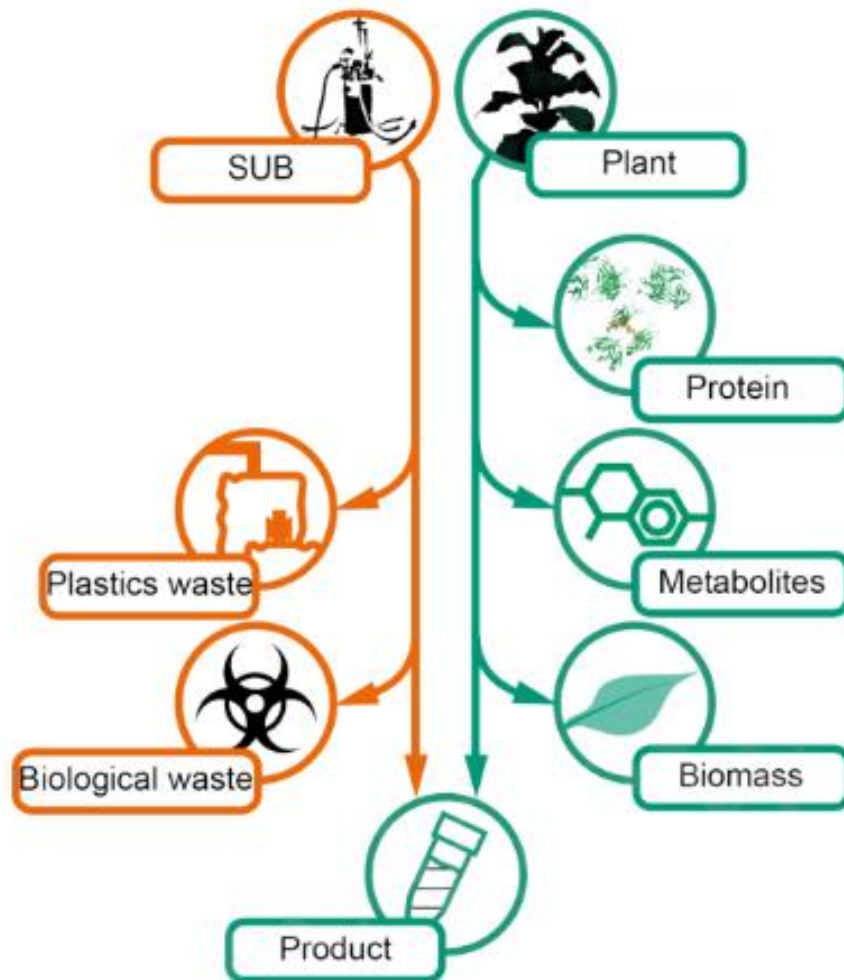 SUB
Plant
Protein
Plastics waste
Metabolites
Biological waste
Biomass
Product